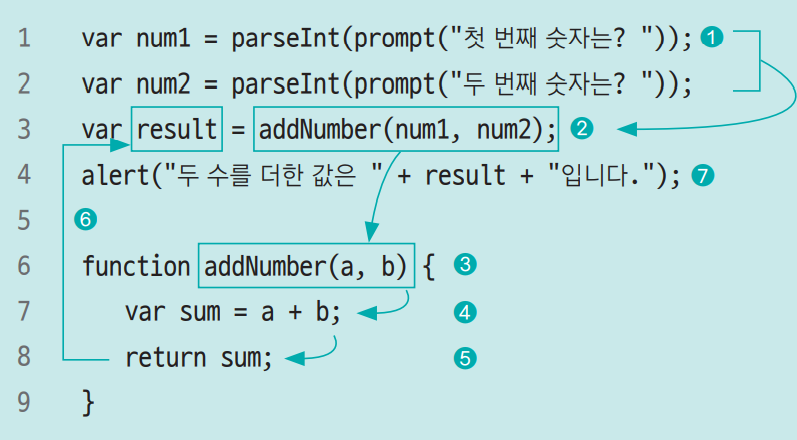 1 var num1 = parseInt(prompt("첫 번째 숫자는? ")); ❶
2 var num2 = parseInt(prompt("두 번째 숫자는? "));
3 var result = addNumber(num1, num2); ❷
4 alert("두 수를 더한 값은 " + result + "입니다."); ❼
5 ❻
6 function addNumber(a, b) { ❸
7 var sum = a + b; ❹
8 return sum; ❺
9 }